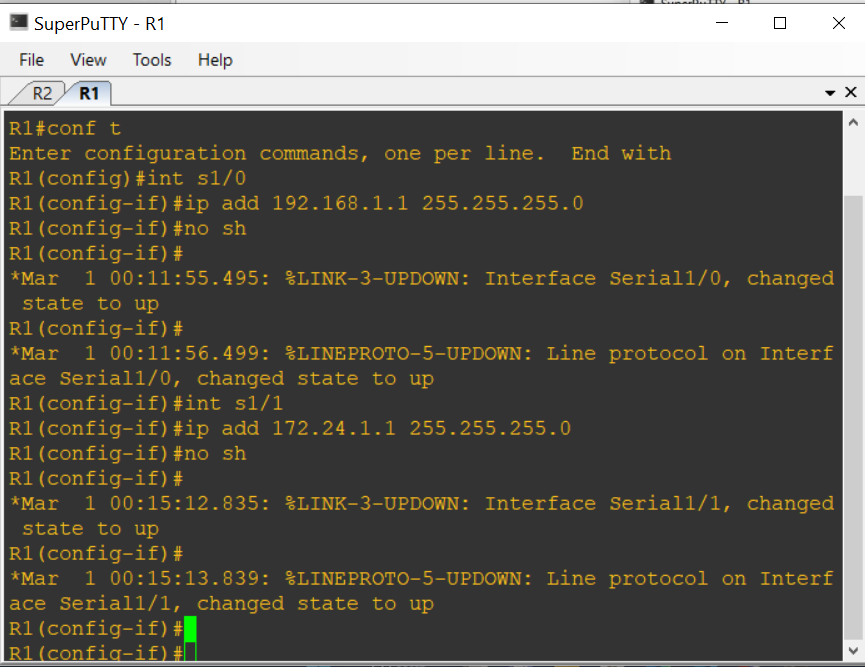 SuperPuTTY - R1
File View Tools Help
R2 R1
R1#conf t
Enter configuration commands, one per line.  End with
R1(config)#int s1/0
R1(config-if)#ip add 192.168.1.1 255.255.255.0
R1(config-if)#no sh
R1(config-if)#
*Mar  1 00:11:55.495: %LINK-3-UPDOWN: Interface Serial1/0, changed
 state to up
R1(config-if)#
*Mar  1 00:11:56.499: %LINEPROTO-5-UPDOWN: Line protocol on Interf
ace Serial1/0, changed state to up
R1(config-if)#int s1/1
R1(config-if)#ip add 172.24.1.1 255.255.255.0
R1(config-if)#no sh
R1(config-if)#
*Mar  1 00:15:12.835: %LINK-3-UPDOWN: Interface Serial1/1, changed
 state to up
R1(config-if)#
*Mar  1 00:15:13.839: %LINEPROTO-5-UPDOWN: Line protocol on Interf
ace Serial1/1, changed state to up
R1(config-if)#
R1(config-if)#